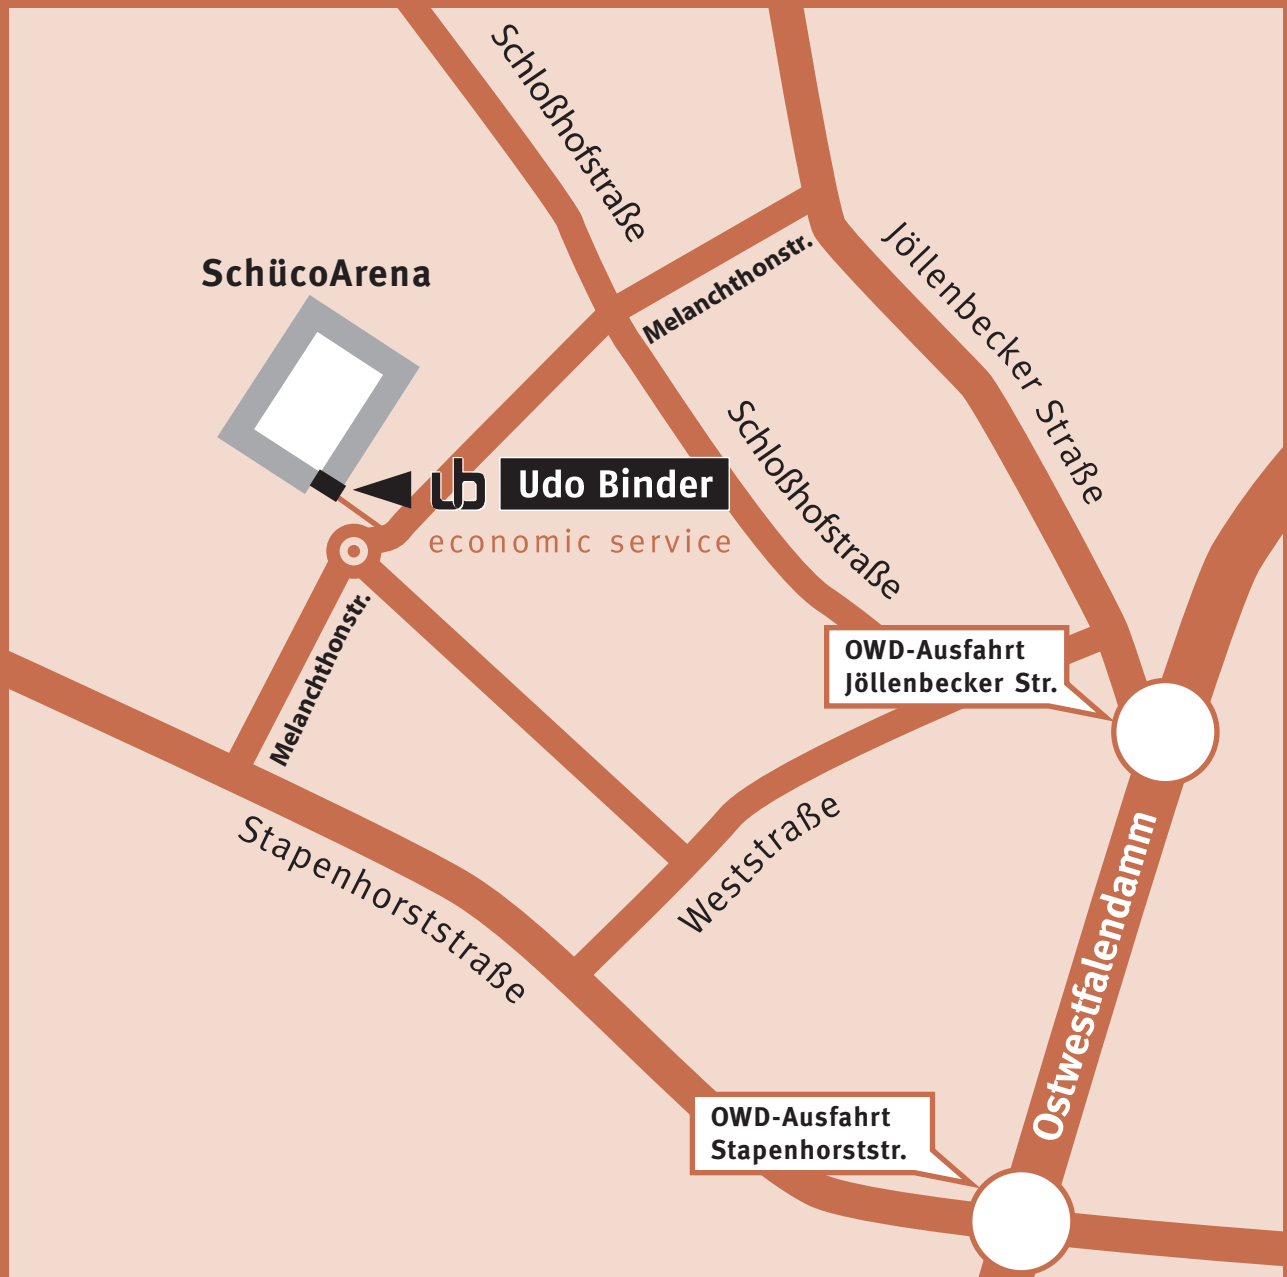 Schloßhofstraße
Melanchthonstr.
Jöllenbecker Straße
SchücoArena
Schloßhofstraße
ub Udo Binder
economic service
Melanchthonstr.
OWD-Ausfahrt
Jöllenbecker Str.
Stapenhorststraße
Weststraße
Ostwestfalendamm
OWD-Ausfahrt
Stapenhorststr.